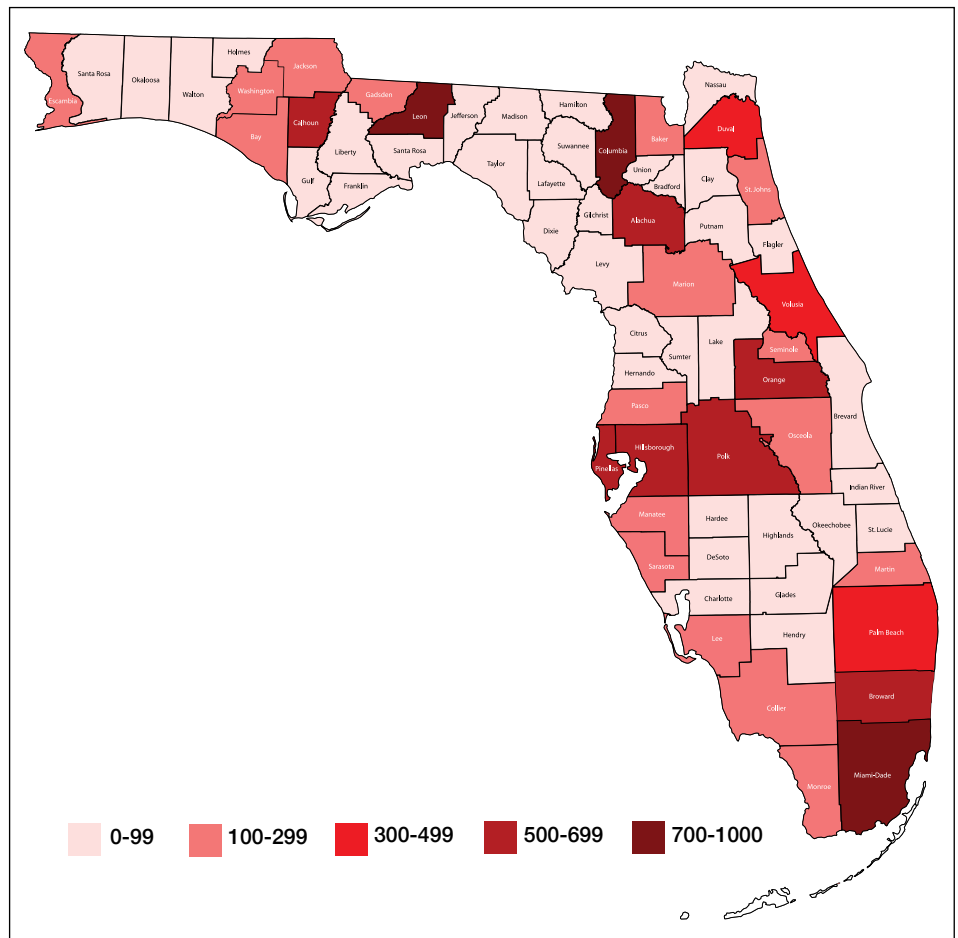 Holmes
Santa Rosa
Okaloosa
Walton
Jackson
Washington
Escambia
Bay
Calhoun
Gadsden
Leon
Jefferson
Madison
Hamilton
Nassau
Duval
Baker
Columbia
Suwannee
Liberty
Santa Rosa
Taylor
Lafayette
Union
Bradford
Clay
St. Johns
Gulf
Franklin
Gilchrist
Alachua
Putnam
Dixie
Flagler
Levy
Marion
Volusia
Citrus
Sumter
Lake
Seminole
Hernando
Orange
Pasco
Osceola
Brevard
Hillsborough
Polk
Pinellas
Indian River
Manatee
Hardee
Highlands
Okeechobee
St. Lucie
Sarasota
DeSoto
Martin
Charlotte
Glades
Lee
Hendry
Palm Beach
Collier
Broward
Monroe
Miami-Dade
0-99 100-299 300-499 500-699 700-1000